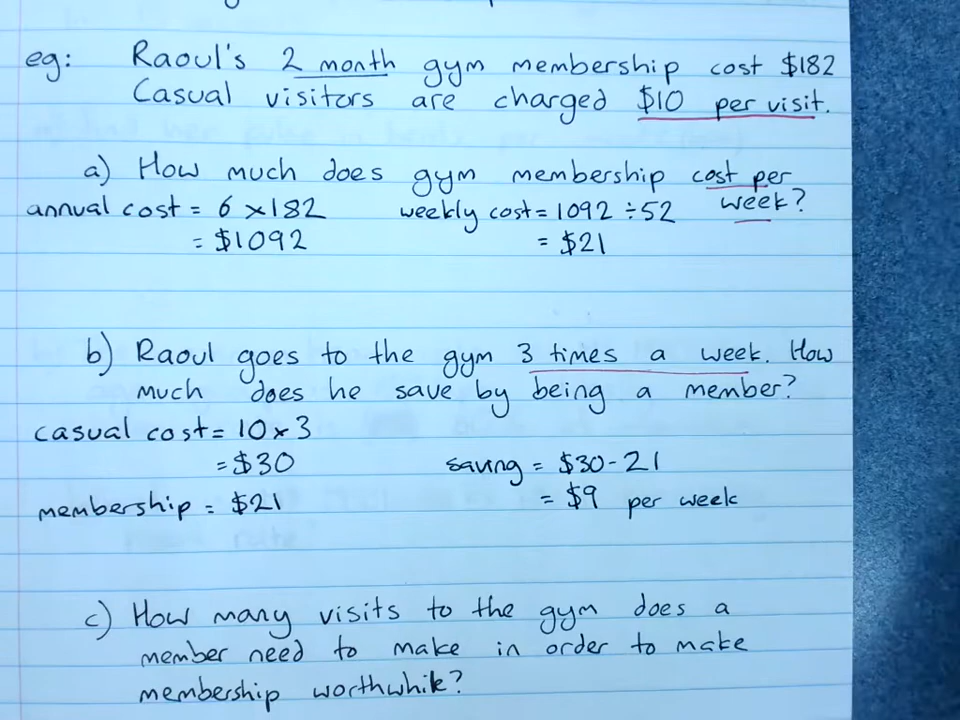 eg: Raoul's 2 month gym membership cost $182
Casual visitors are charged $10 per visit.
a) How much does gym membership cost per
week?
annual cost = 6 × 182
= $1092
weekly cost = 1092 ÷ 52
= $21
b) Raoul goes to the gym 3 times a week. How
much does he save by being a member?
casual cost = 10 × 3
= $30
membership = $21
saving = $30 - 21
= $9 per week
c) How many visits to the gym does a
member need to make in order to make
membership worthwhile?